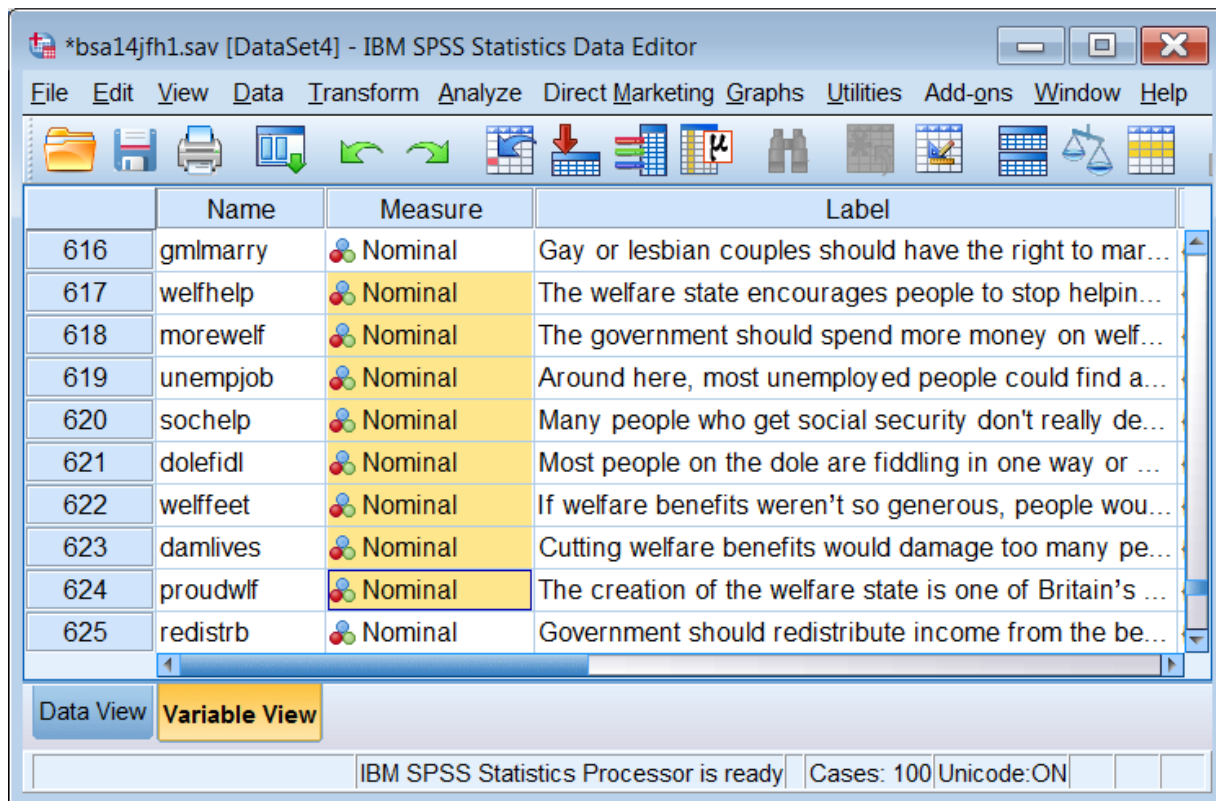 *bsa14jfh1.sav [DataSet4] - IBM SPSS Statistics Data Editor
File Edit View Data Transform Analyze Direct Marketing Graphs Utilities Add-ons Window Help
μ
Name Measure Label
616 gmlmarry Nominal Gay or lesbian couples should have the right to mar...
617 welfhelp Nominal The welfare state encourages people to stop helpin...
618 morewelf Nominal The government should spend more money on welf...
619 unempjob Nominal Around here, most unemployed people could find a...
620 sochelp Nominal Many people who get social security don't really de...
621 dolefidl Nominal Most people on the dole are fiddling in one way or ...
622 welffeet Nominal If welfare benefits weren’t so generous, people wou...
623 damlives Nominal Cutting welfare benefits would damage too many pe...
624 proudwlf Nominal The creation of the welfare state is one of Britain’s ...
625 redistrb Nominal Government should redistribute income from the be...
Data View Variable View
IBM SPSS Statistics Processor is ready Cases: 100 Unicode:ON